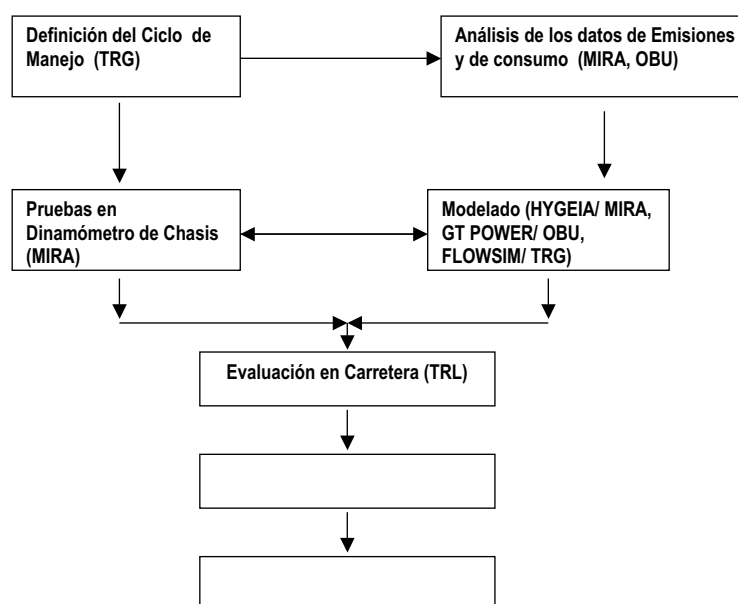 Definición del Ciclo de
Manejo (TRG)
Análisis de los datos de Emisiones
y de consumo (MIRA, OBU)
Pruebas en
Dinamómetro de Chasis
(MIRA)
Modelado (HYGEIA/ MIRA,
GT POWER/ OBU,
FLOWSIM/ TRG)
Evaluación en Carretera (TRL)